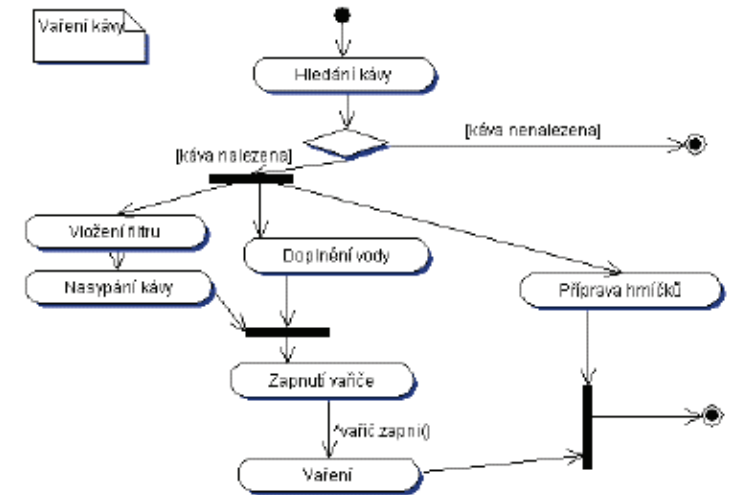 Vaření kávy
Hledání kávy
[káva nenalezena]
[káva nalezena]
Vložení filtru
Doplnění vody
Nasypání kávy
Příprava hrníčků
Zapnutí vařiče
^vařič.zapni()
Vaření